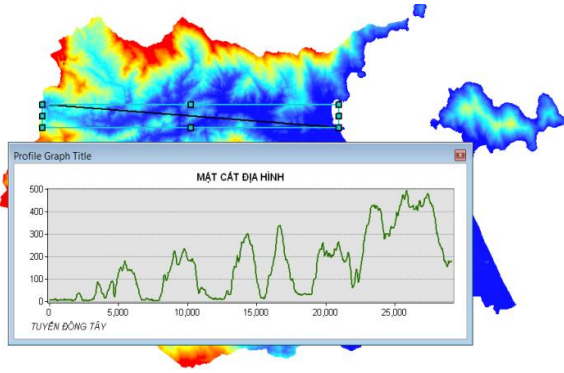 Profile Graph Title
MẶT CẮT ĐỊA HÌNH
500
400
300
200
100
0
0 5,000 10,000 15,000 20,000 25,000
TUYẾN ĐÔNG TÂY